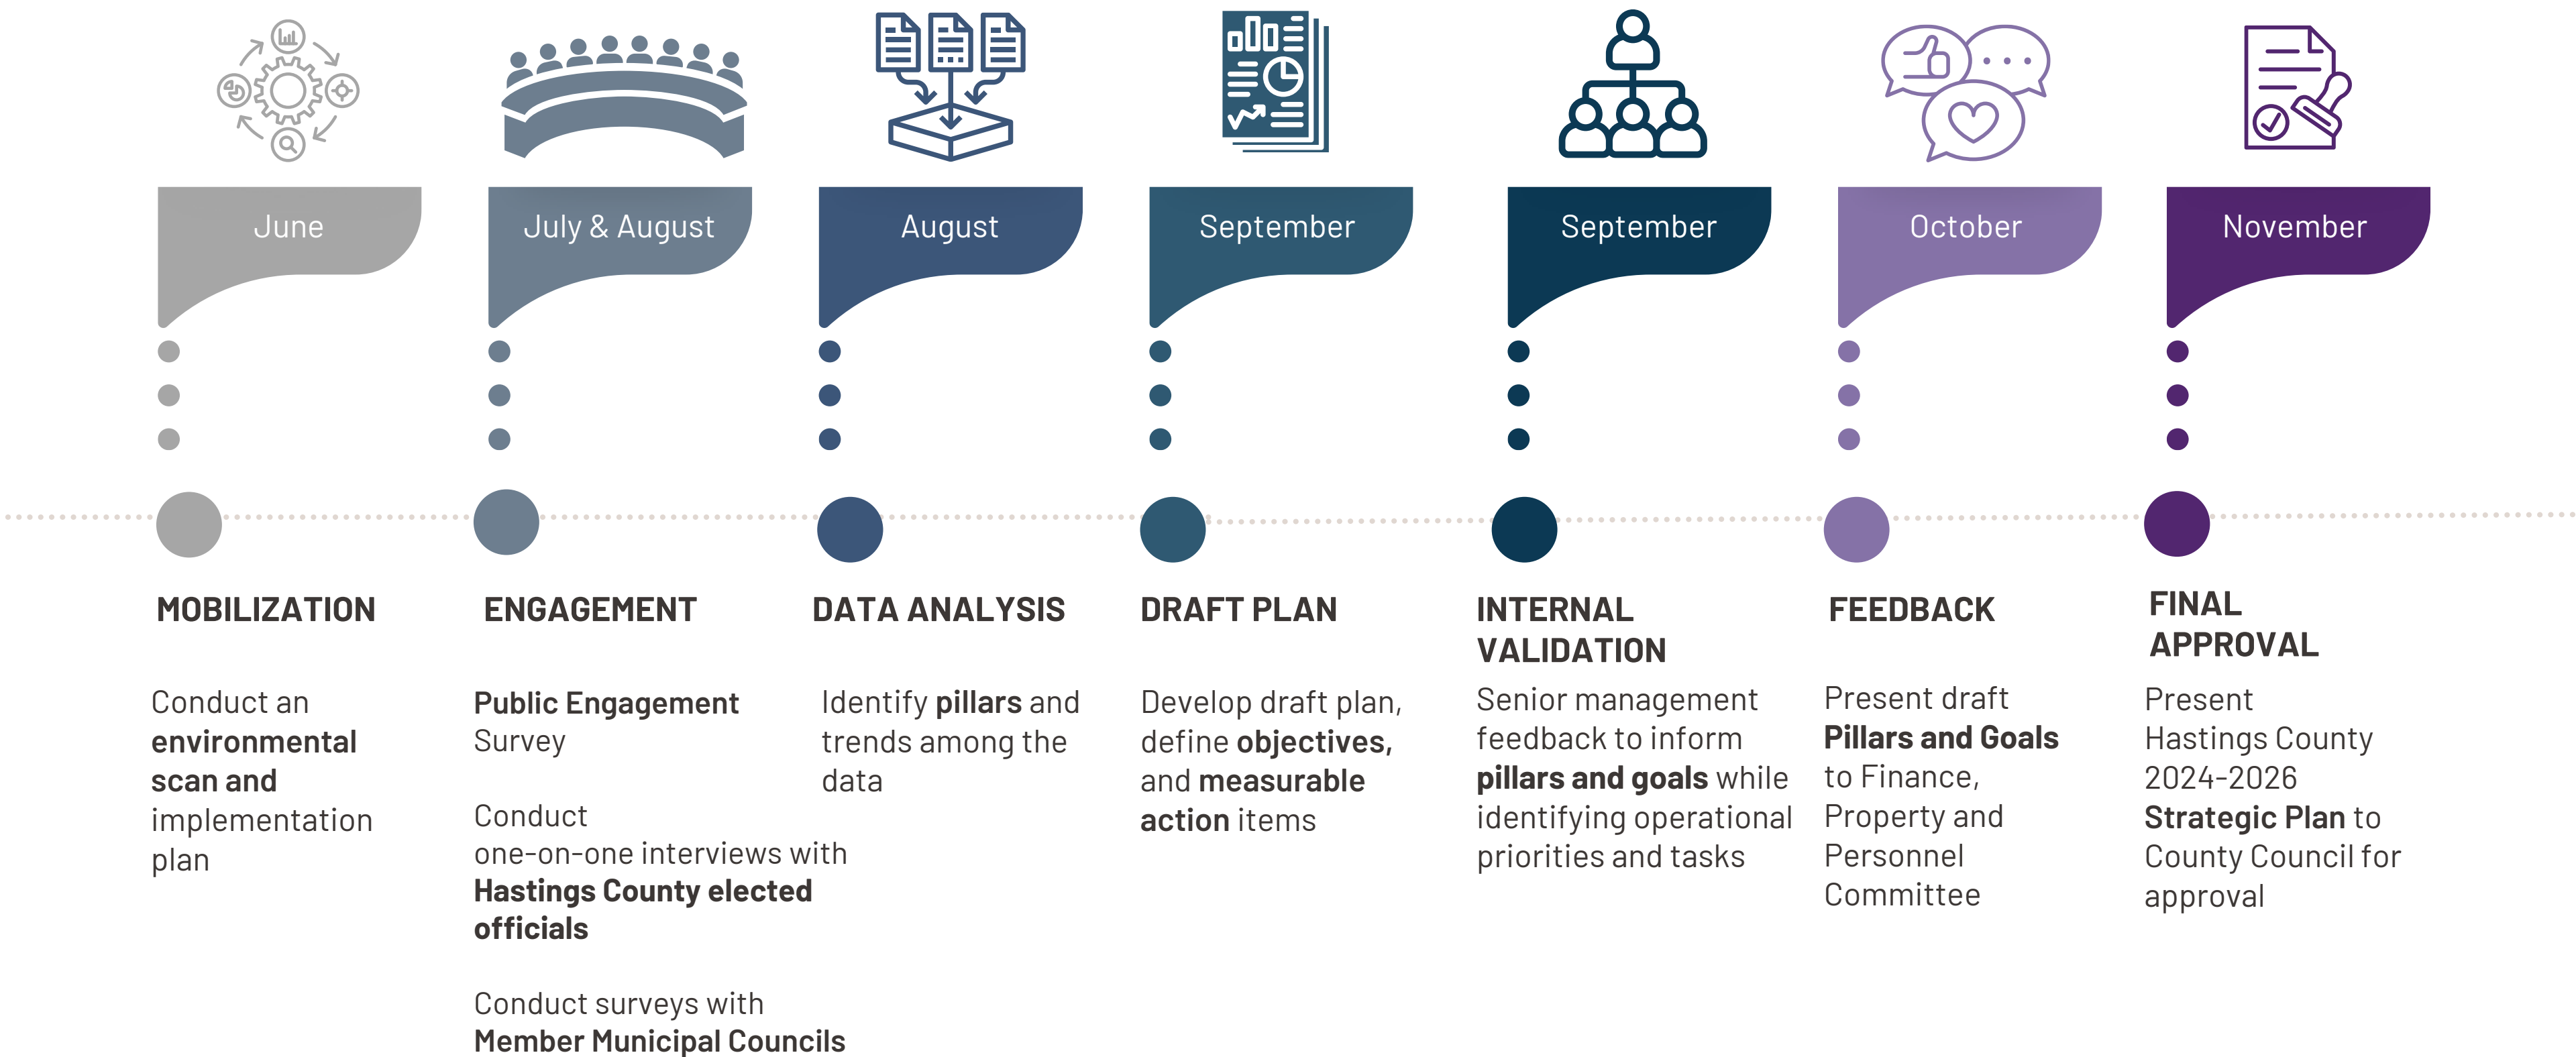 June
July & August
August
September
September
October
November
MOBILIZATION
Conduct an
environmental
scan and
implementation
plan
ENGAGEMENT
Public Engagement
Survey
Conduct
one-on-one interviews with
Hastings County elected
officials
Conduct surveys with
Member Municipal Councils
DATA ANALYSIS
Identify pillars and
trends among the
data
DRAFT PLAN
Develop draft plan,
define objectives,
and measurable
action items
INTERNAL
VALIDATION
Senior management
feedback to inform
pillars and goals while
identifying operational
priorities and tasks
FEEDBACK
Present draft
Pillars and Goals
to Finance,
Property and
Personnel
Committee
FINAL
APPROVAL
Present
Hastings County
2024-2026
Strategic Plan to
County Council for
approval